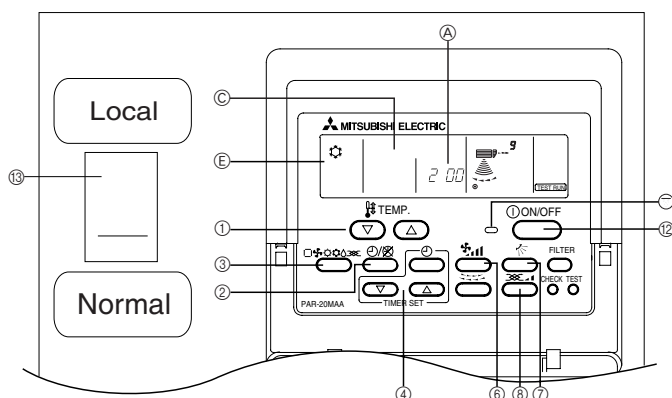 Ⓐ
Ⓒ
Local
MITSUBISHI ELECTRIC
g
Ⓔ
2 00
⑬
TEST RUN
TEMP.
ON/OFF
①
⑫
FILTER
③
②
CHECK TEST
Normal
PAR-20MAA
TIMER SET
④
⑥
⑧
⑦